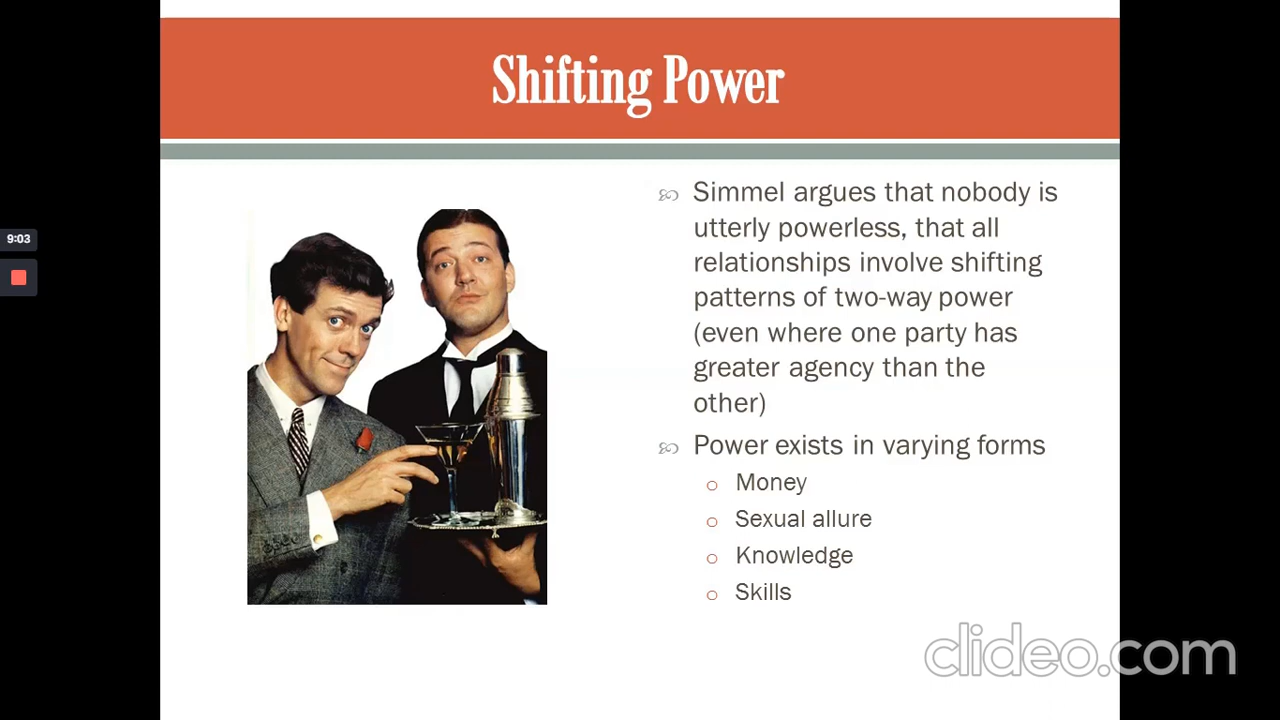 Shifting Power
9:03
Simmel argues that nobody is
utterly powerless, that all
relationships involve shifting
patterns of two-way power
(even where one party has
greater agency than the
other)
Power exists in varying forms
Money
Sexual allure
Knowledge
Skills
clideo.com